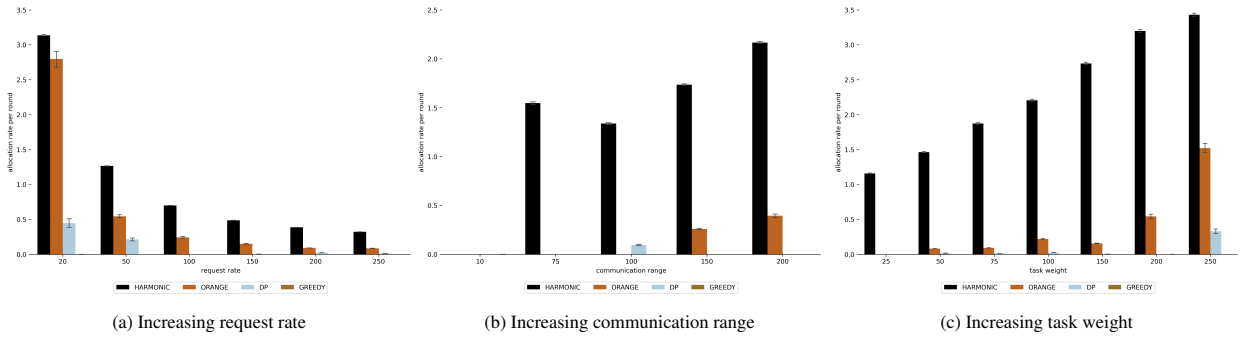 3.5
3.0
2.5
2.0
1.5
1.0
0.5
0.0
allocation rate per round
20 50 100 150 200 250
request rate
HARMONIC ORANGE DP GREEDY
(a) Increasing request rate
2.5
2.0
1.5
1.0
0.5
0.0
allocation rate per round
10 75 100 150 200
communication range
HARMONIC ORANGE DP GREEDY
(b) Increasing communication range
3.5
3.0
2.5
2.0
1.5
1.0
0.5
0.0
allocation rate per round
25 50 75 100 150 200 250
task weight
HARMONIC ORANGE DP GREEDY
(c) Increasing task weight